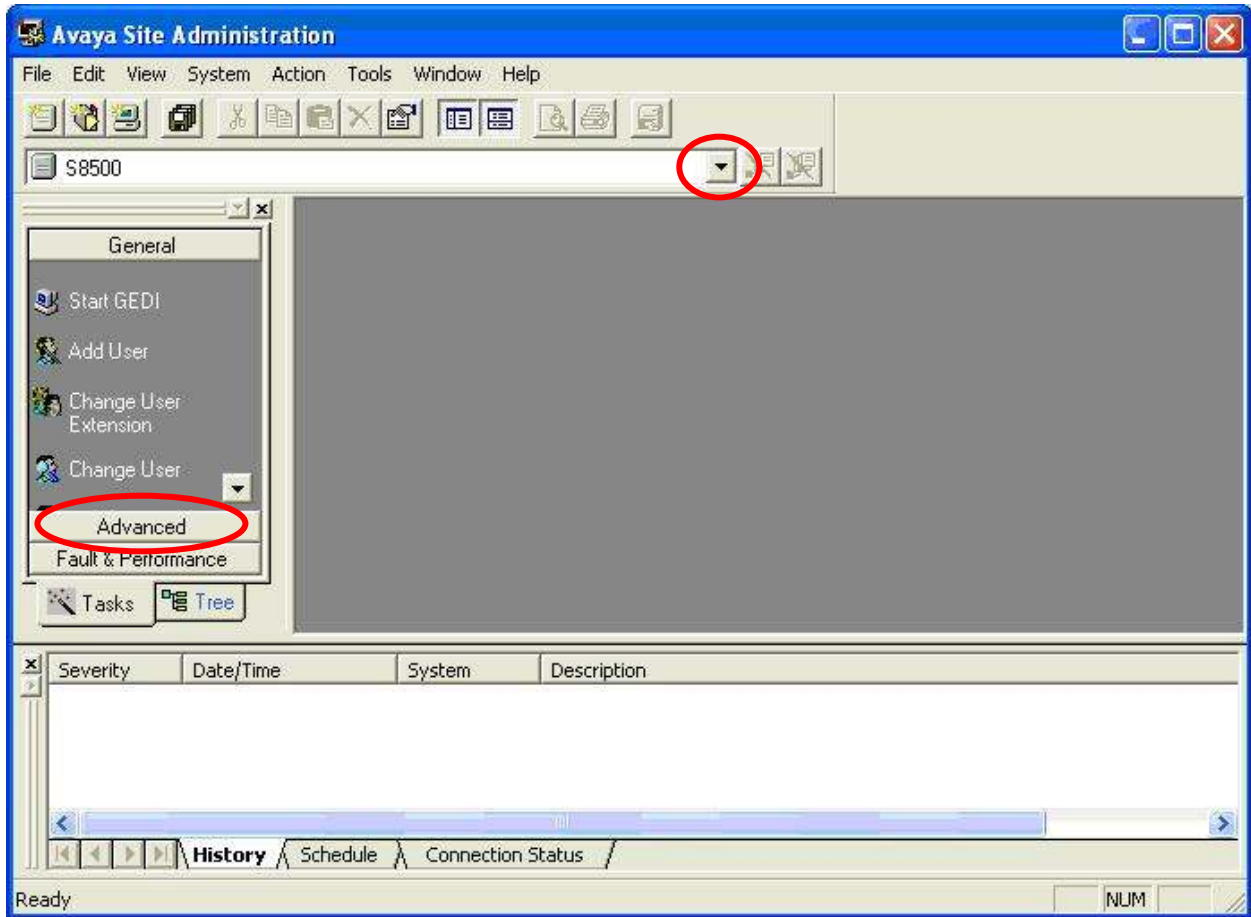 Avaya Site Administration
File Edit View System Action Tools Window Help
S8500
General
Start GEDI
Add User
Change User
Extension
Change User
Advanced
Fault & Performance
Tasks Tree
Severity Date/Time System Description
History Schedule Connection Status
Ready NUM